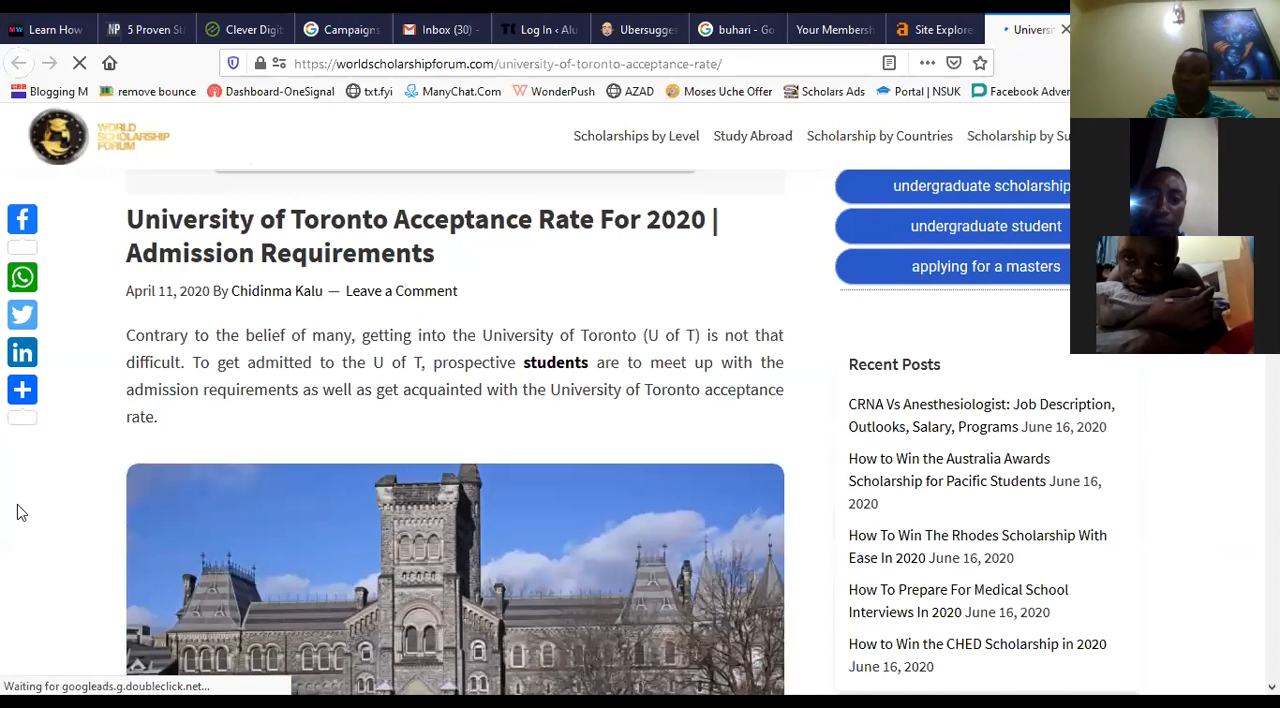 Learn How
5 Proven St
Clever Digit
Campaigns
Inbox (30) -
Log In ‹ Alu
Ubersugges
buhari - Go
Your Membersh
Site Explore
Universi
https://worldscholarshipforum.com/university-of-toronto-acceptance-rate/
Blogging M
remove bounce
Dashboard-OneSignal
txt.fyi
ManyChat.Com
WonderPush
AZAD
Moses Uche Offer
Scholars Ads
Portal | NSUK
Facebook Adver
WORLD
SCHOLARSHIP
FORUM
Scholarships by Level
Study Abroad
Scholarship by Countries
Scholarship by Su
undergraduate scholarship
undergraduate student
applying for a masters
University of Toronto Acceptance Rate For 2020 |
Admission Requirements
April 11, 2020 By Chidinma Kalu — Leave a Comment
Contrary to the belief of many, getting into the University of Toronto (U of T) is not that
difficult. To get admitted to the U of T, prospective students are to meet up with the
admission requirements as well as get acquainted with the University of Toronto acceptance
rate.
Recent Posts
CRNA Vs Anesthesiologist: Job Description,
Outlooks, Salary, Programs June 16, 2020
How to Win the Australia Awards
Scholarship for Pacific Students June 16,
2020
How To Win The Rhodes Scholarship With
Ease In 2020 June 16, 2020
How To Prepare For Medical School
Interviews In 2020 June 16, 2020
How to Win the CHED Scholarship in 2020
June 16, 2020
Waiting for googleads.g.doubleclick.net...